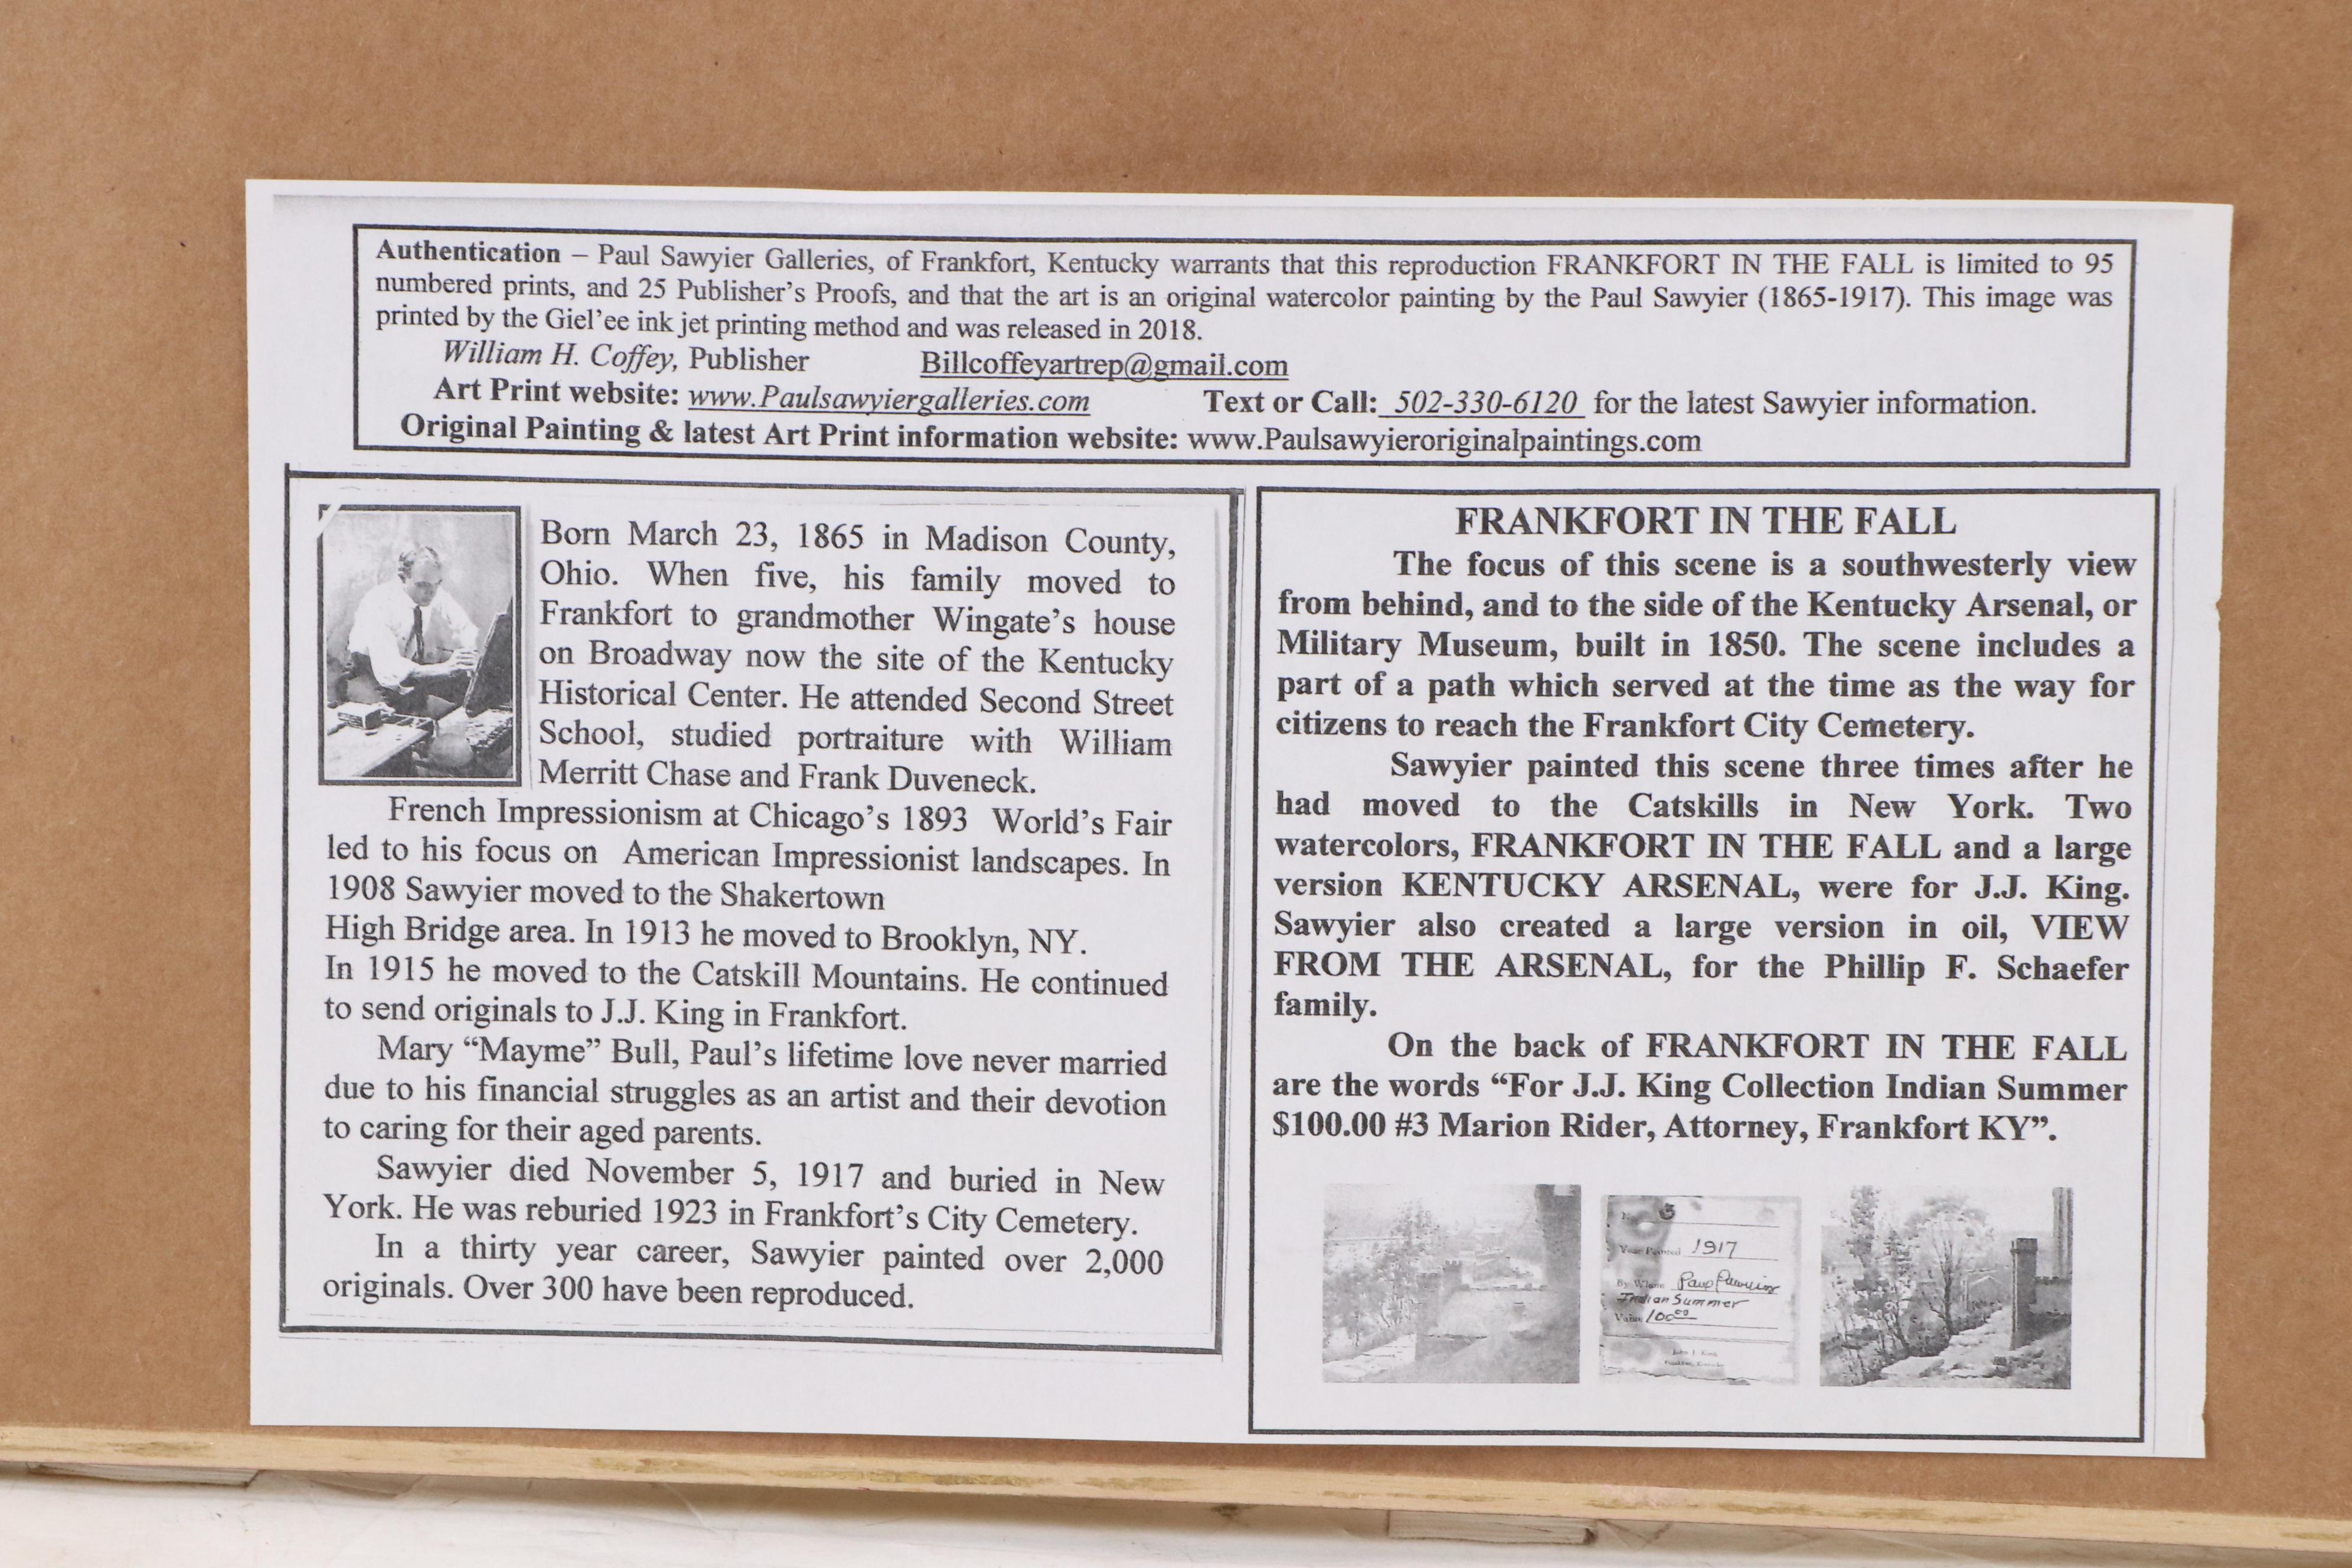 Authentication – Paul Sawyier Galleries, of Frankfort, Kentucky warrants that this reproduction FRANKFORT IN THE FALL is limited to 95
numbered prints, and 25 Publisher's Proofs, and that the art is an original watercolor painting by the Paul Sawyier (1865-1917). This image was
printed by the Giel'ee ink jet printing method and was released in 2018.
William H. Coffey, Publisher Billcoffeyartrep@gmail.com
Art Print website: www.Paulsawyiergalleries.com Text or Call: 502-330-6120 for the latest Sawyier information.
Original Painting & latest Art Print information website: www.Paulsawyieroriginalpaintings.com
Born March 23, 1865 in Madison County,
Ohio. When five, his family moved to
Frankfort to grandmother Wingate's house
on Broadway now the site of the Kentucky
Historical Center. He attended Second Street
School, studied portraiture with William
Merritt Chase and Frank Duveneck.
French Impressionism at Chicago's 1893 World's Fair
led to his focus on American Impressionist landscapes. In
1908 Sawyier moved to the Shakertown
High Bridge area. In 1913 he moved to Brooklyn, NY.
In 1915 he moved to the Catskill Mountains. He continued
to send originals to J.J. King in Frankfort.
Mary "Mayme" Bull, Paul's lifetime love never married
due to his financial struggles as an artist and their devotion
to caring for their aged parents.
Sawyier died November 5, 1917 and buried in New
York. He was reburied 1923 in Frankfort's City Cemetery.
In a thirty year career, Sawyier painted over 2,000
originals. Over 300 have been reproduced.
FRANKFORT IN THE FALL
The focus of this scene is a southwesterly view
from behind, and to the side of the Kentucky Arsenal, or
Military Museum, built in 1850. The scene includes a
part of a path which served at the time as the way for
citizens to reach the Frankfort City Cemetery.
Sawyier painted this scene three times after he
had moved to the Catskills in New York. Two
watercolors, FRANKFORT IN THE FALL and a large
version KENTUCKY ARSENAL, were for J.J. King.
Sawyier also created a large version in oil, VIEW
FROM THE ARSENAL, for the Phillip F. Schaefer
family.
On the back of FRANKFORT IN THE FALL
are the words "For J.J. King Collection Indian Summer
$100.00 #3 Marion Rider, Attorney, Frankfort KY".
3
Year Painted 1917
By Whom Paul Sawyier
Indian Summer
Value 100.00
John J. King